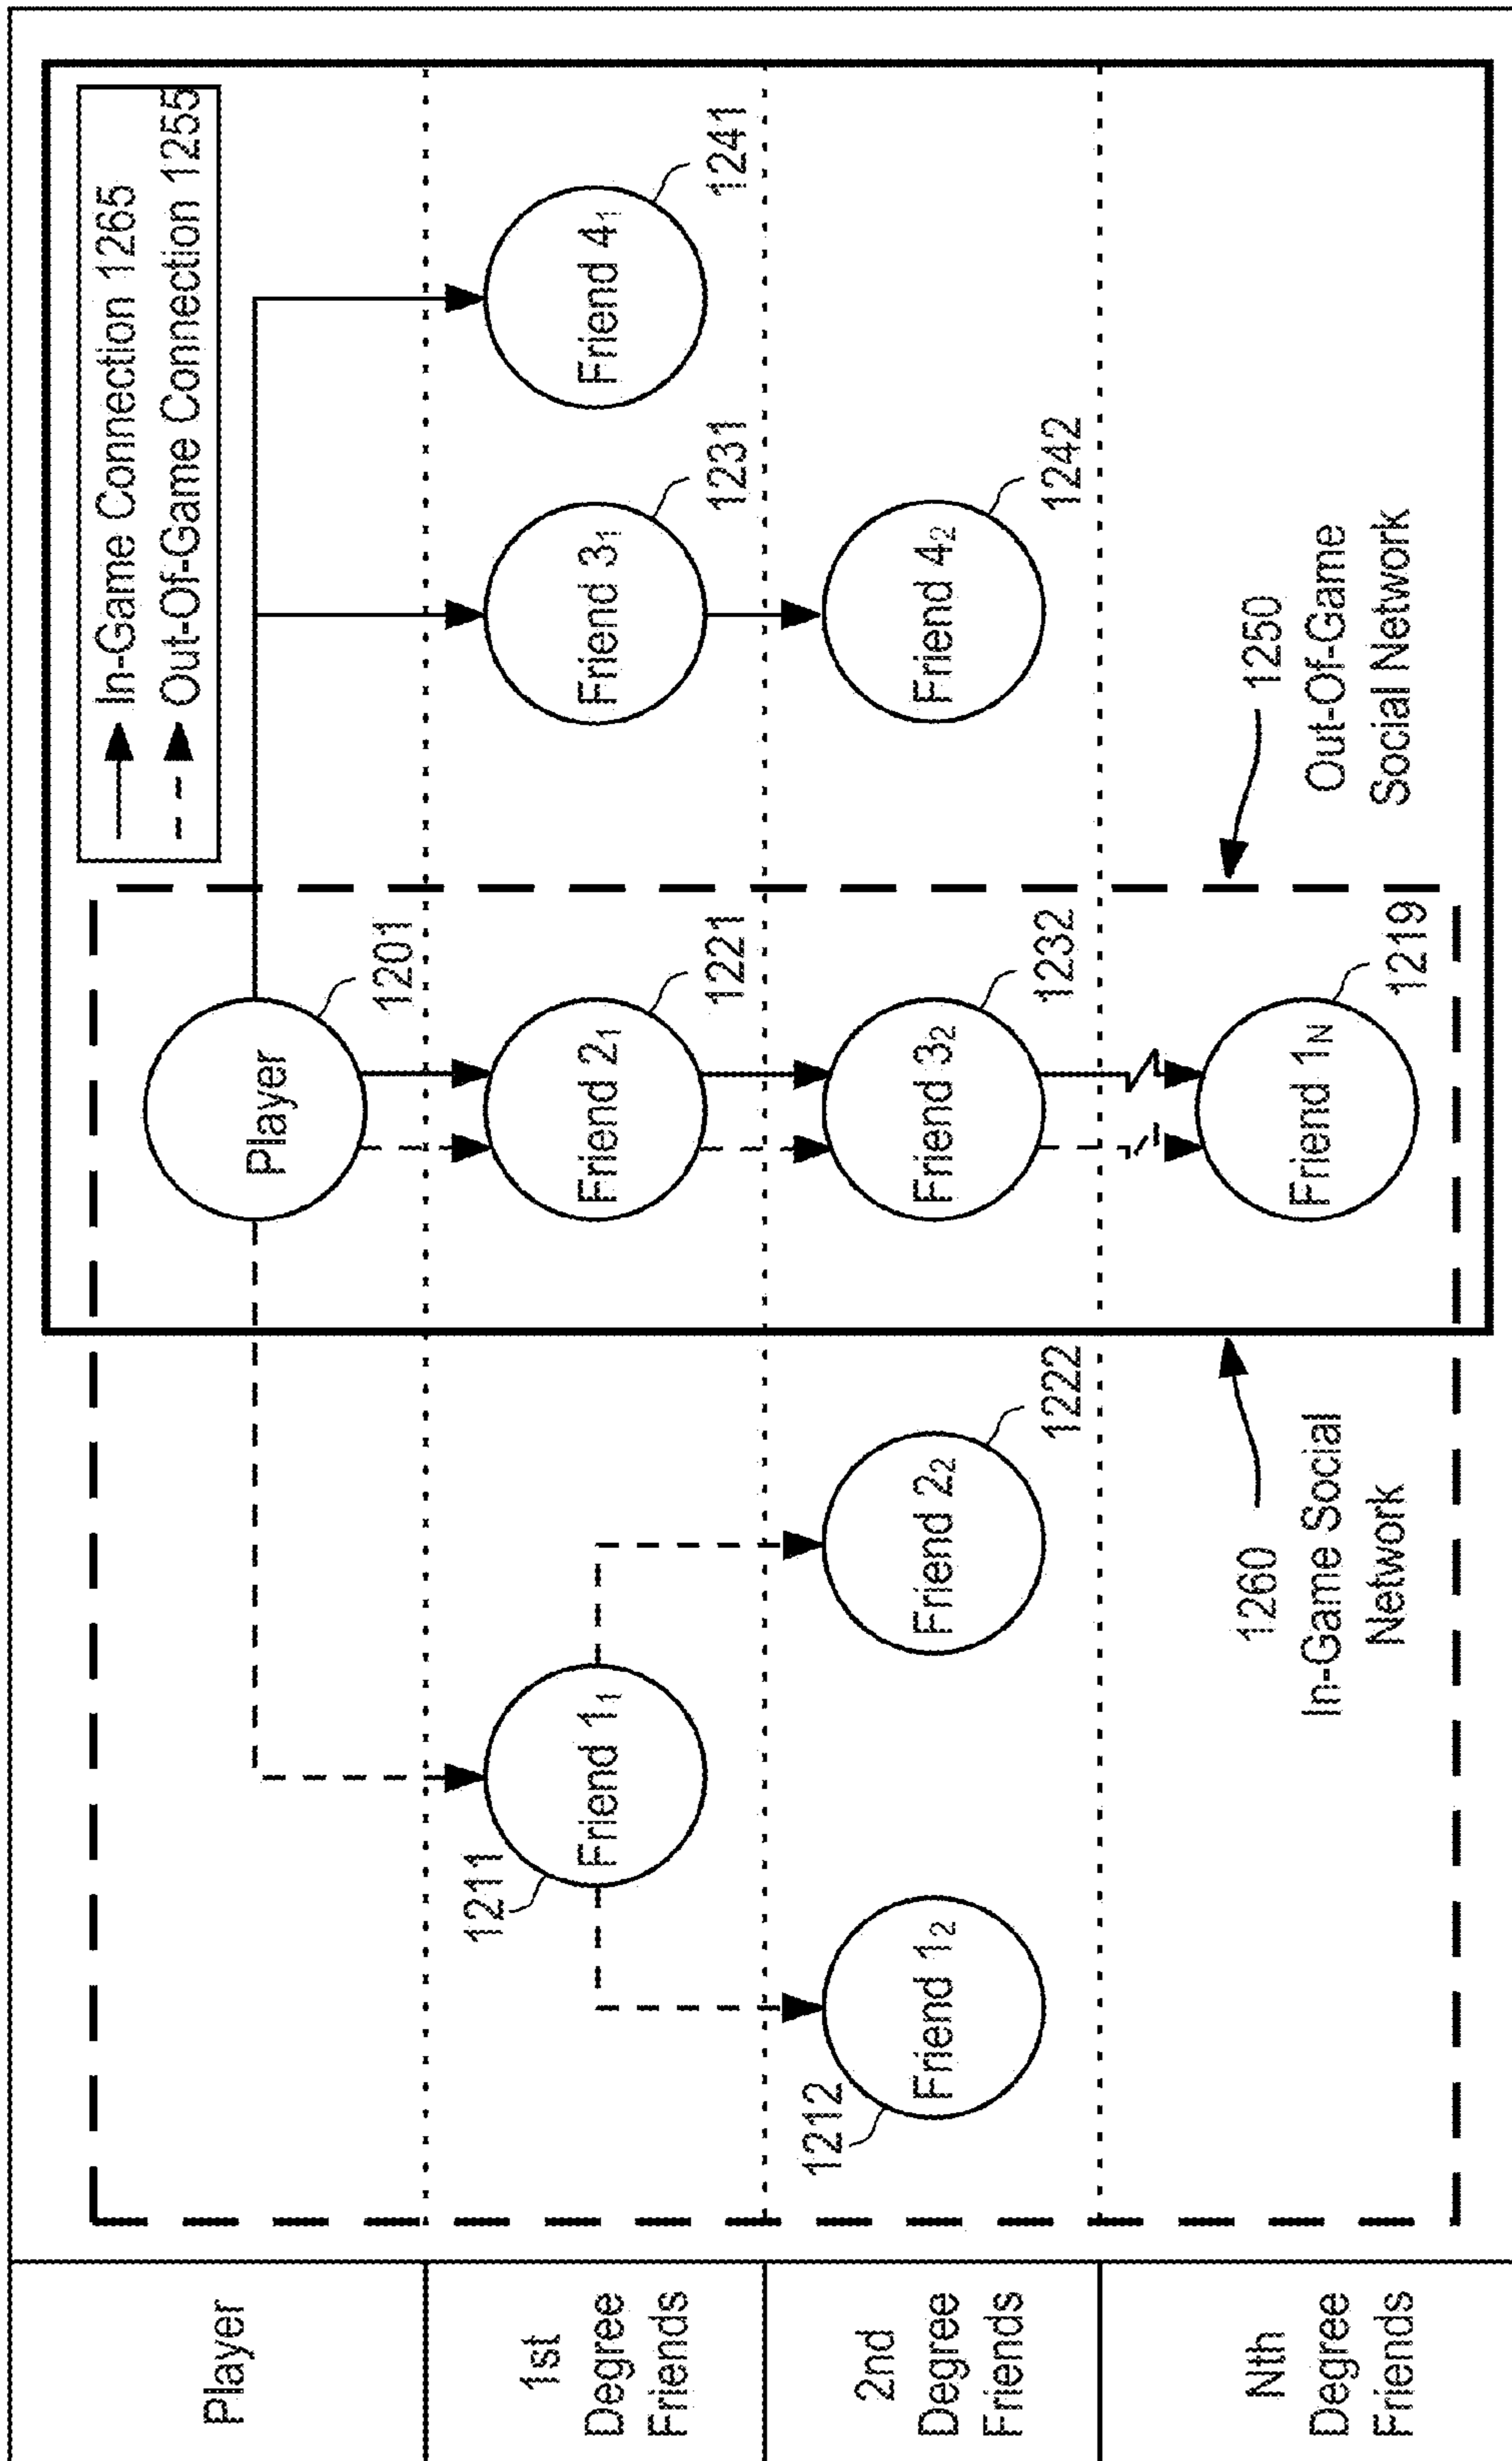 Player
1st
Degree
Friends
2nd
Degree
Friends
Nth
Degree
Friends
In-Game Connection 1265
Out-Of-Game Connection 1255
Player
1201
1211
Friend 1₁
Friend 2₁
1221
Friend 3₁
1231
Friend 4₁
1241
1212
Friend 1₂
Friend 2₂
1222
Friend 3₂
1232
Friend 4₂
1242
1260
In-Game Social
Network
Friend 1ₙ
1219
1250
Out-Of-Game
Social Network